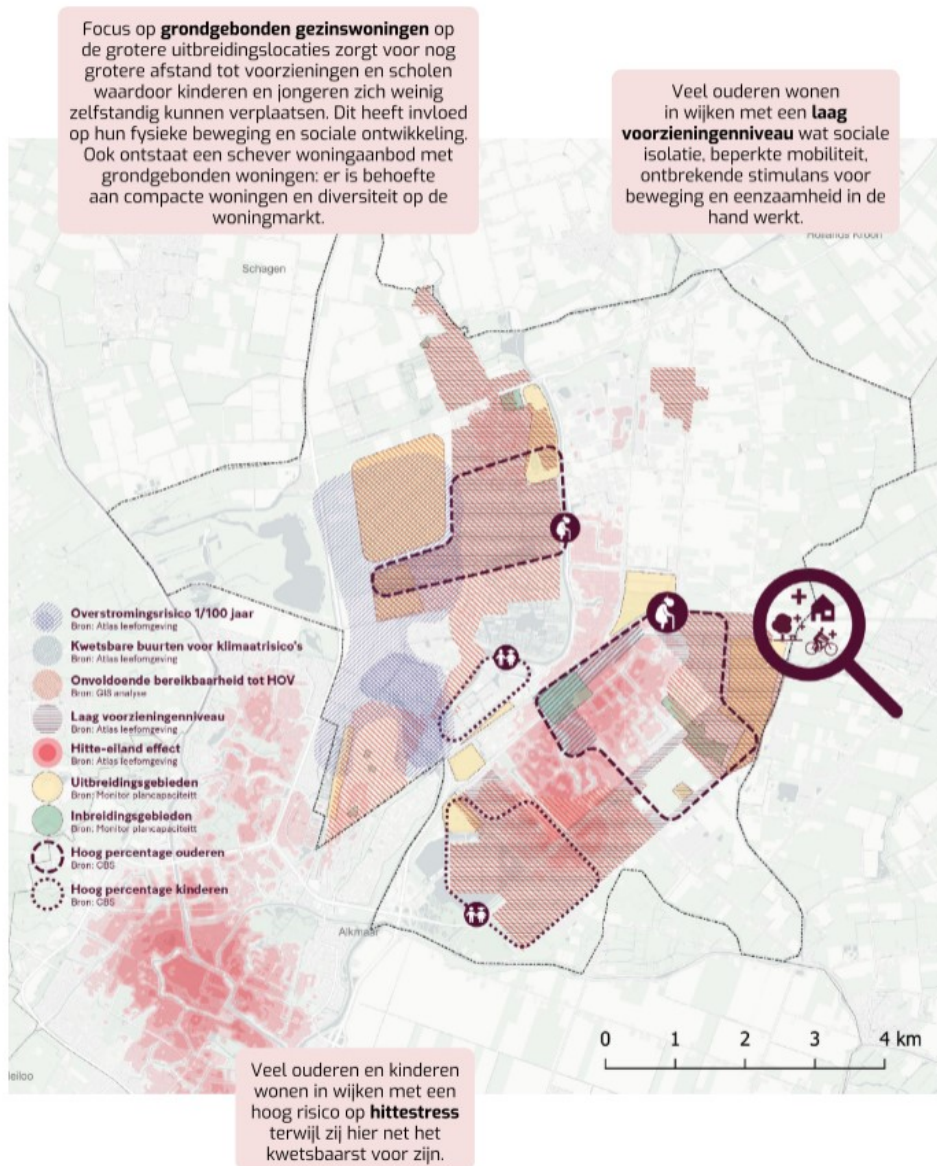 Focus op grondgebonden gezinswoningen op
de grotere uitbreidingslocaties zorgt voor nog
grotere afstand tot voorzieningen en scholen
waardoor kinderen en jongeren zich weinig
zelfstandig kunnen verplaatsen. Dit heeft invloed
op hun fysieke beweging en sociale ontwikkeling.
Ook ontstaat een schever woningaanbod met
grondgebonden woningen: er is behoefte
aan compacte woningen en diversiteit op de
woningmarkt.
Veel ouderen wonen
in wijken met een laag
voorzieningenniveau wat sociale
isolatie, beperkte mobiliteit,
ontbrekende stimulans voor
beweging en eenzaamheid in de
hand werkt.
Hollands Kroon
Schagen
Overstromingsrisico 1/100 jaar
Bron: Atlas leefomgeving
Kwetsbare buurten voor klimaatrisico's
Bron: Atlas leefomgeving
Onvoldoende bereikbaarheid tot HOV
Bron: GIS analyse
Laag voorzieningenniveau
Bron: Atlas leefomgeving
Hitte-eiland effect
Bron: Atlas leefomgeving
Uitbreidingsgebieden
Bron: Monitor plancapaciteitt
Inbreidingsgebieden
Bron: Monitor plancapaciteitt
Hoog percentage ouderen
Bron: CBS
Hoog percentage kinderen
Bron: CBS
Alkmaar
0 1 2 3 4 km
eiloo
Veel ouderen en kinderen
wonen in wijken met een
hoog risico op hittestress
terwijl zij hier net het
kwetsbaarst voor zijn.